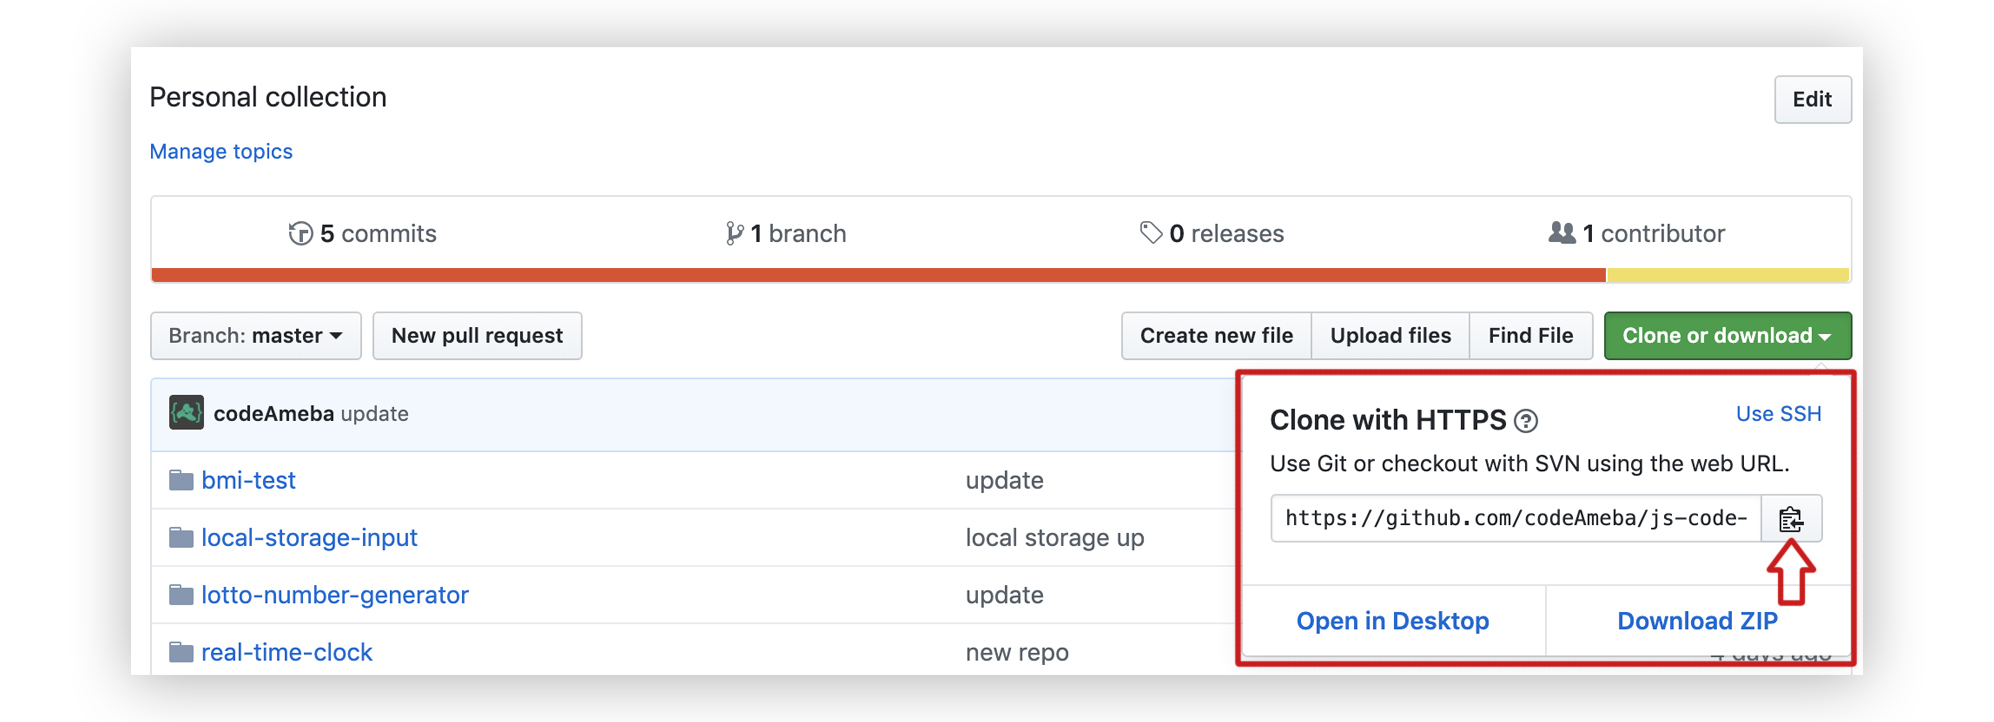 Personal collection
Edit
Manage topics
5 commits
1 branch
0 releases
1 contributor
Branch: master
New pull request
Create new file
Upload files
Find File
Clone or download
codeAmeba update
Clone with HTTPS ?
Use SSH
Use Git or checkout with SVN using the web URL.
https://github.com/codeAmeba/js-code-
bmi-test
update
local-storage-input
local storage up
lotto-number-generator
update
Open in Desktop
Download ZIP
real-time-clock
new repo
4 days ago